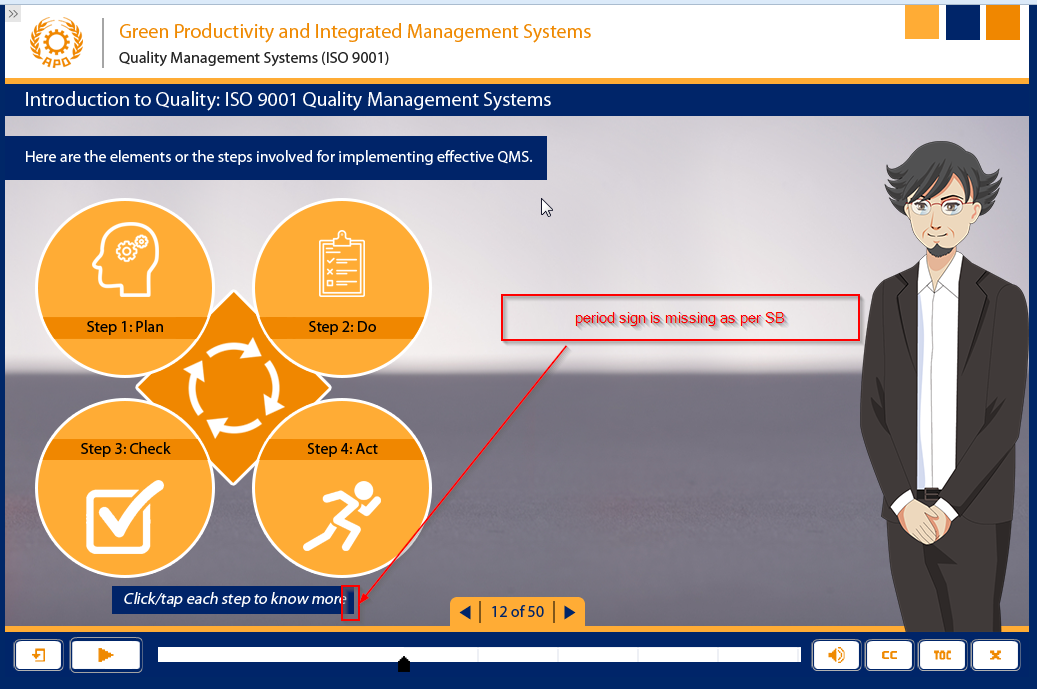 Green Productivity and Integrated Management Systems
APO
Quality Management Systems (ISO 9001)
Introduction to Quality: ISO 9001 Quality Management Systems
Here are the elements or the steps involved for implementing effective QMS.
Step 1: Plan
Step 2: Do
period sign is missing as per SB
Step 3: Check
Step 4: Act
Click/tap each step to know more
12 of 50
CC
TOC